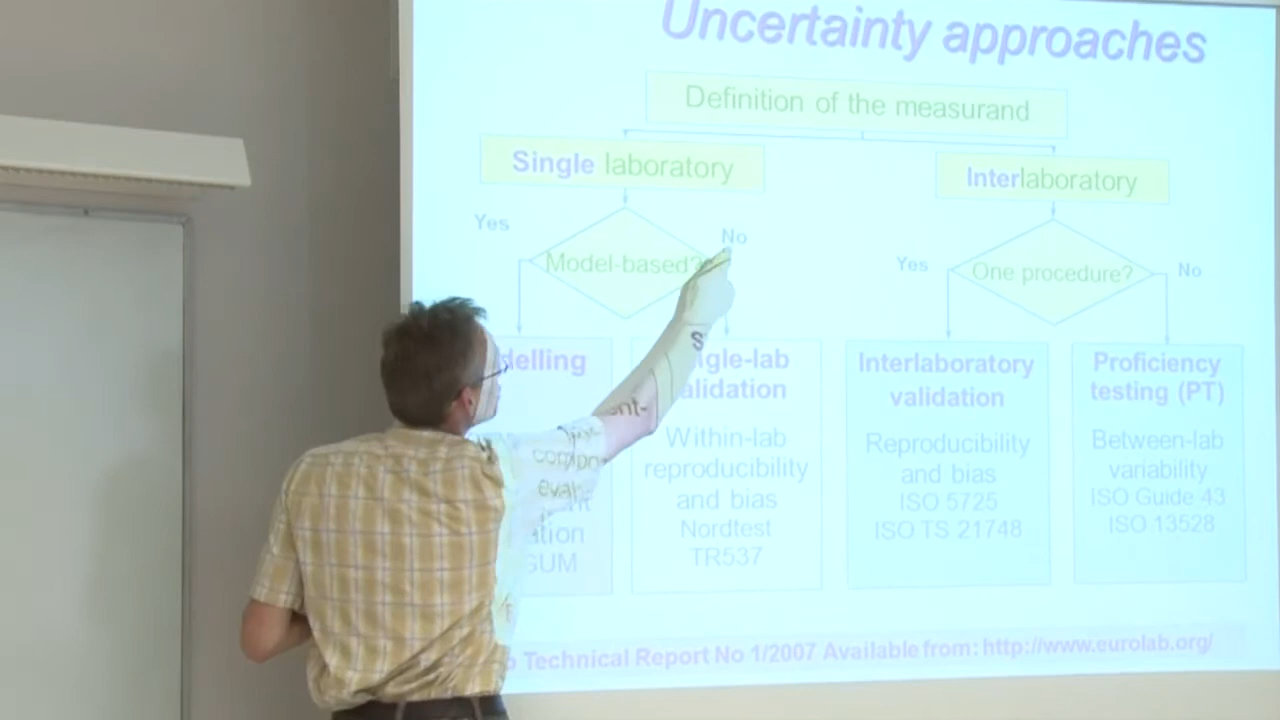 Uncertainty approaches
Definition of the measurand
Single laboratory
Interlaboratory
Yes
No
Model-based?
Yes
No
One procedure?
delling
gle-lab
alidation
Within-lab
reproducibility
and bias
Nordtest
TR537
Interlaboratory
validation
Reproducibility
and bias
ISO 5725
ISO TS 21748
Proficiency
testing (PT)
Between-lab
variability
ISO Guide 43
ISO 13528
Technical Report No 1/2007 Available from: http://www.eurolab.org/